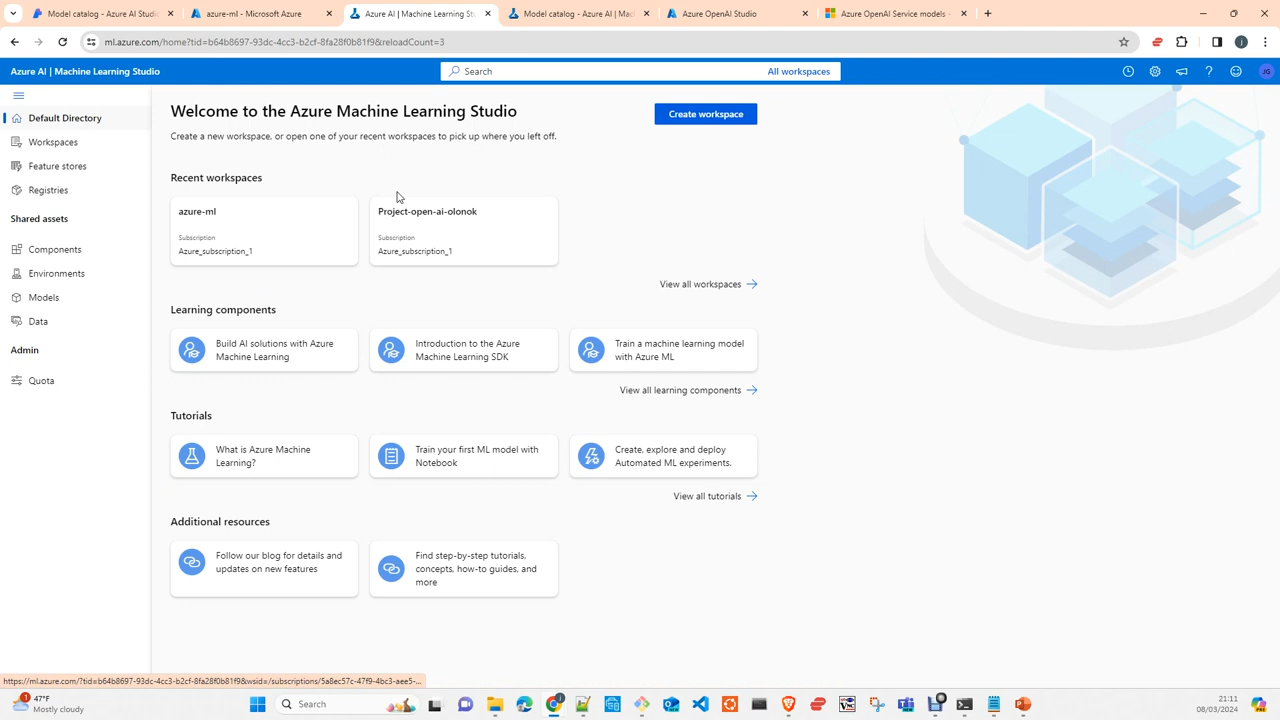 Model catalog - Azure AI Studio
azure-ml - Microsoft Azure
Azure AI | Machine Learning Stu
Model catalog - Azure AI | Mach
Azure OpenAI Studio
Azure OpenAI Service models -
ml.azure.com/home?tid=b64b8697-93dc-4cc3-b2cf-8fa28f0b81f9&reloadCount=3
Azure AI | Machine Learning Studio
Search
All workspaces
JG
Default Directory
Workspaces
Feature stores
Registries
Shared assets
Components
Environments
Models
Data
Admin
Quota
Welcome to the Azure Machine Learning Studio
Create workspace
Create a new workspace, or open one of your recent workspaces to pick up where you left off.
Recent workspaces
azure-ml
Subscription
Azure_subscription_1
Project-open-ai-olonok
Subscription
Azure_subscription_1
View all workspaces
Learning components
Build AI solutions with Azure
Machine Learning
Introduction to the Azure
Machine Learning SDK
Train a machine learning model
with Azure ML
View all learning components
Tutorials
What is Azure Machine
Learning?
Train your first ML model with
Notebook
Create, explore and deploy
Automated ML experiments.
View all tutorials
Additional resources
Follow our blog for details and
updates on new features
Find step-by-step tutorials,
concepts, how-to guides, and
more
https://ml.azure.com/?tid=b64b8697-93dc-4cc3-b2cf-8fa28f0b81f9&wsid=/subscriptions/5a8ec57c-47f9-4bc3-aee5-...
1
47°F
Mostly cloudy
Search
21:11
08/03/2024